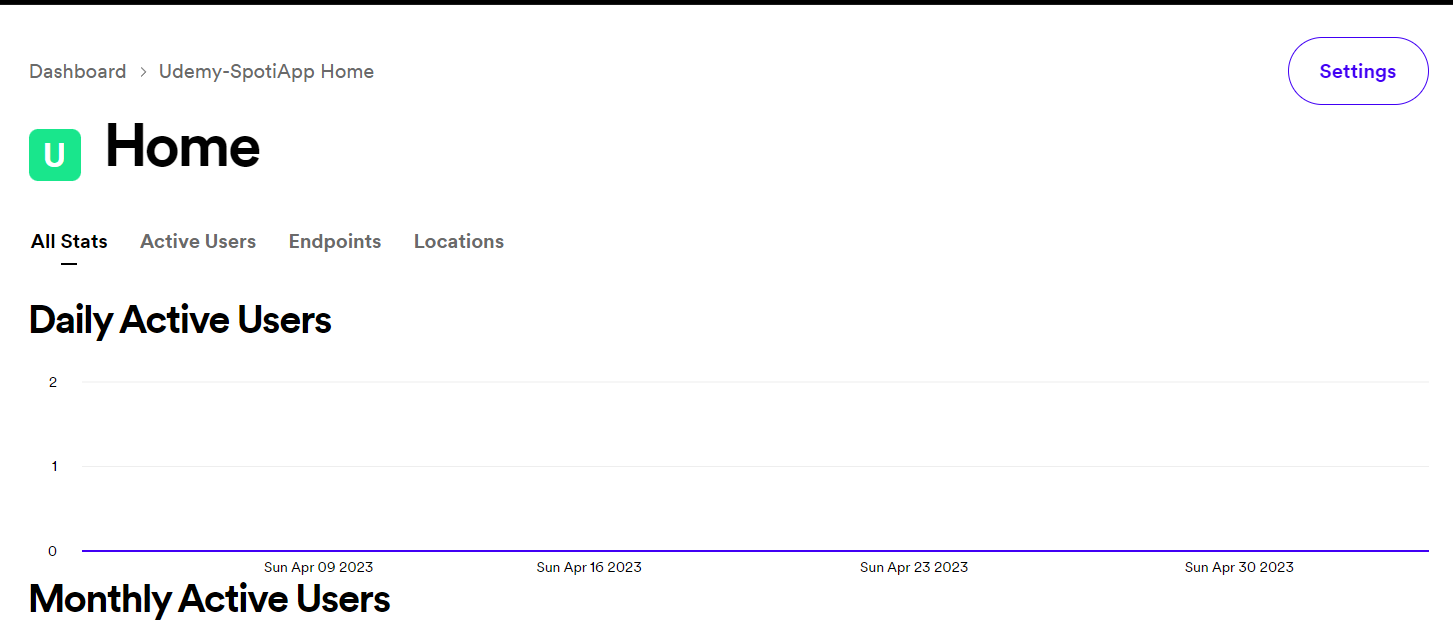 Dashboard > Udemy-SpotiApp Home
Settings
U Home
All Stats Active Users Endpoints Locations
Daily Active Users
2
1
0
Sun Apr 09 2023 Sun Apr 16 2023 Sun Apr 23 2023 Sun Apr 30 2023
Monthly Active Users